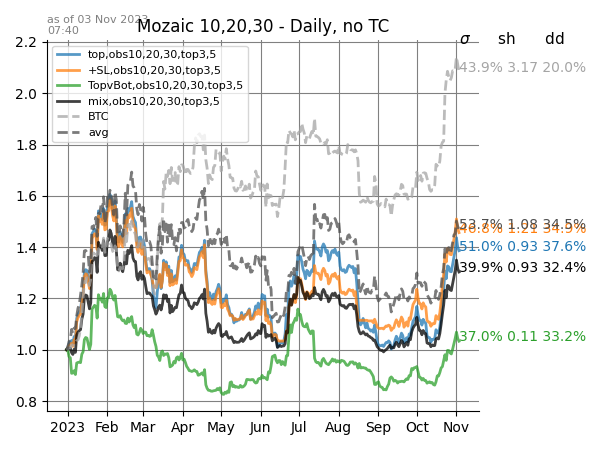 as of 03 Nov 2023
07:40
Mozaic 10,20,30 - Daily, no TC
σ sh dd
top,obs10,20,30,top3,5
+SL,obs10,20,30,top3,5
TopvBot,obs10,20,30,top3,5
mix,obs10,20,30,top3,5
BTC
avg
43.9% 3.17 20.0%
53.7% 1.08 34.5%
51.0% 0.93 37.6%
39.9% 0.93 32.4%
37.0% 0.11 33.2%
2.2
2.0
1.8
1.6
1.4
1.2
1.0
0.8
2023 Feb Mar Apr May Jun Jul Aug Sep Oct Nov